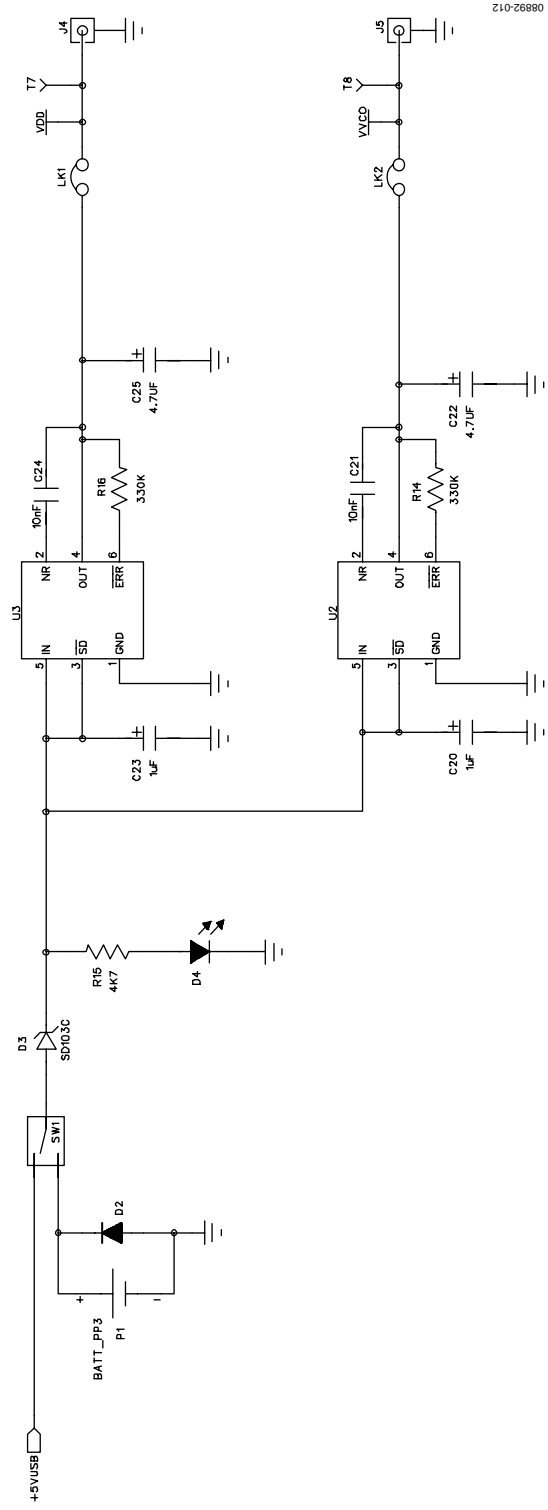 +5VUSB
BATT_PP3
P1
+
-
D2
SW1
D3
SD103C
R15
4K7
D4
C23
1uF
+
U3
5
IN
3
SD
1
GND
NR
2
OUT
4
ERR
6
C24
10nF
R16
330K
C25
4.7UF
+
LK1
VDD
T7
J4
C20
1uF
+
U2
5
IN
3
SD
1
GND
NR
2
OUT
4
ERR
6
C21
10nF
R14
330K
C22
4.7UF
+
LK2
VVCO
T8
J5
08892-012